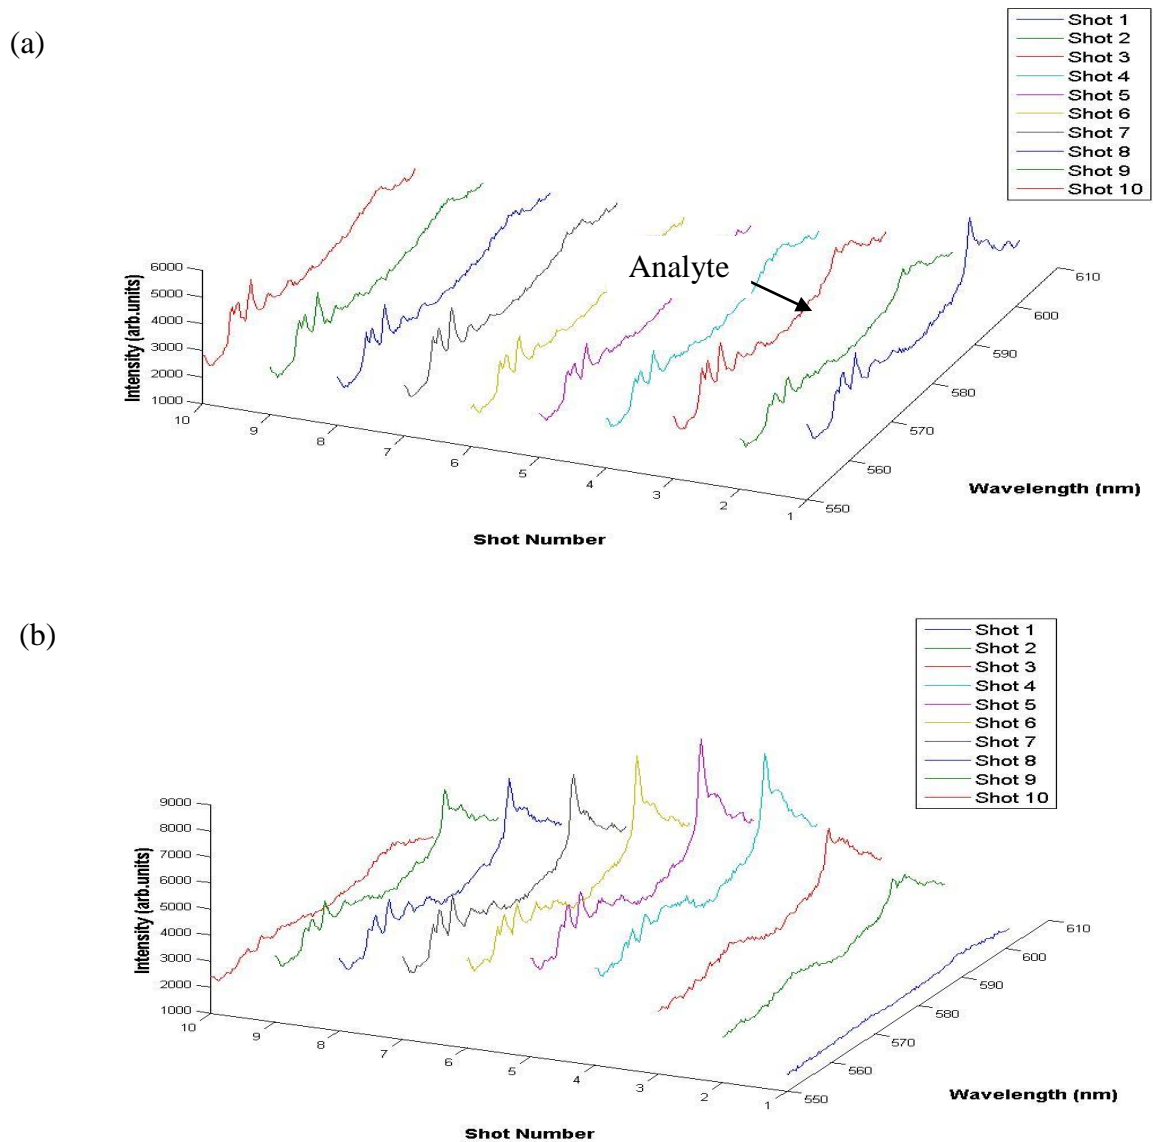 (a)
Shot 1
Shot 2
Shot 3
Shot 4
Shot 5
Shot 6
Shot 7
Shot 8
Shot 9
Shot 10
Analyte
Intensity (arb.units)
6000
5000
4000
3000
2000
1000
10
9
8
7
6
5
4
3
2
1
Shot Number
550
560
570
580
590
600
610
Wavelength (nm)
(b)
Shot 1
Shot 2
Shot 3
Shot 4
Shot 5
Shot 6
Shot 7
Shot 8
Shot 9
Shot 10
Intensity (arb.units)
9000
8000
7000
6000
5000
4000
3000
2000
1000
10
9
8
7
6
5
4
3
2
1
Shot Number
550
560
570
580
590
600
610
Wavelength (nm)